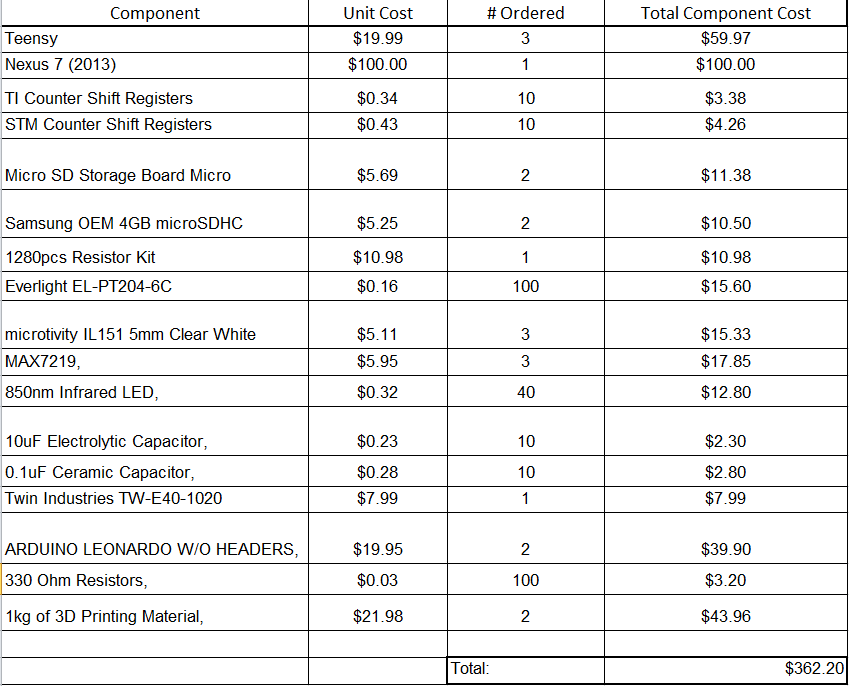 Component Unit Cost # Ordered Total Component Cost
Teensy $19.99 3 $59.97
Nexus 7 (2013) $100.00 1 $100.00
TI Counter Shift Registers $0.34 10 $3.38
STM Counter Shift Registers $0.43 10 $4.26
Micro SD Storage Board Micro $5.69 2 $11.38
Samsung OEM 4GB microSDHC $5.25 2 $10.50
1280pcs Resistor Kit $10.98 1 $10.98
Everlight EL-PT204-6C $0.16 100 $15.60
microtivity IL151 5mm Clear White $5.11 3 $15.33
MAX7219, $5.95 3 $17.85
850nm Infrared LED, $0.32 40 $12.80
10uF Electrolytic Capacitor, $0.23 10 $2.30
0.1uF Ceramic Capacitor, $0.28 10 $2.80
Twin Industries TW-E40-1020 $7.99 1 $7.99
ARDUINO LEONARDO W/O HEADERS, $19.95 2 $39.90
330 Ohm Resistors, $0.03 100 $3.20
1kg of 3D Printing Material, $21.98 2 $43.96
Total: $362.20